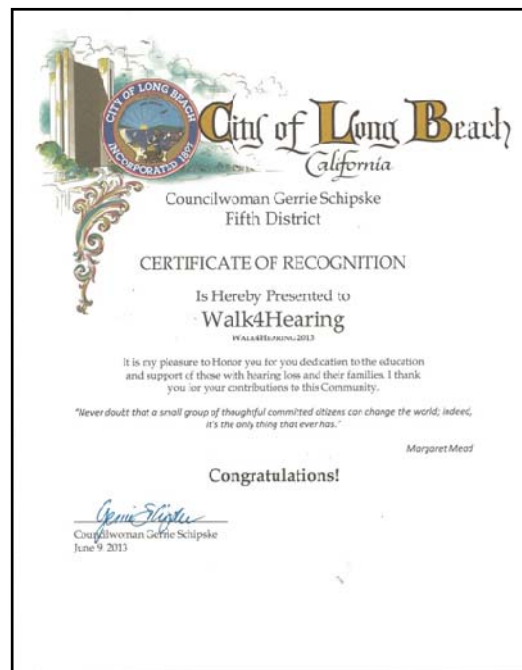 CITY OF LONG BEACH
INCORPORATED 1897
City of Long Beach
California
Councilwoman Gerrie Schipske
Fifth District
CERTIFICATE OF RECOGNITION
Is Hereby Presented to
Walk4Hearing
WALK4HEARING 2013
It is my pleasure to Honor you for you dedication to the education
and support of those with hearing loss and their families. I thank
you for your contributions to this Community.
"Never doubt that a small group of thoughtful committed citizens can change the world; indeed,
it's the only thing that ever has."
Margaret Mead
Congratulations!
Gerrie Schipske
Councilwoman Gerrie Schipske
June 9 2013